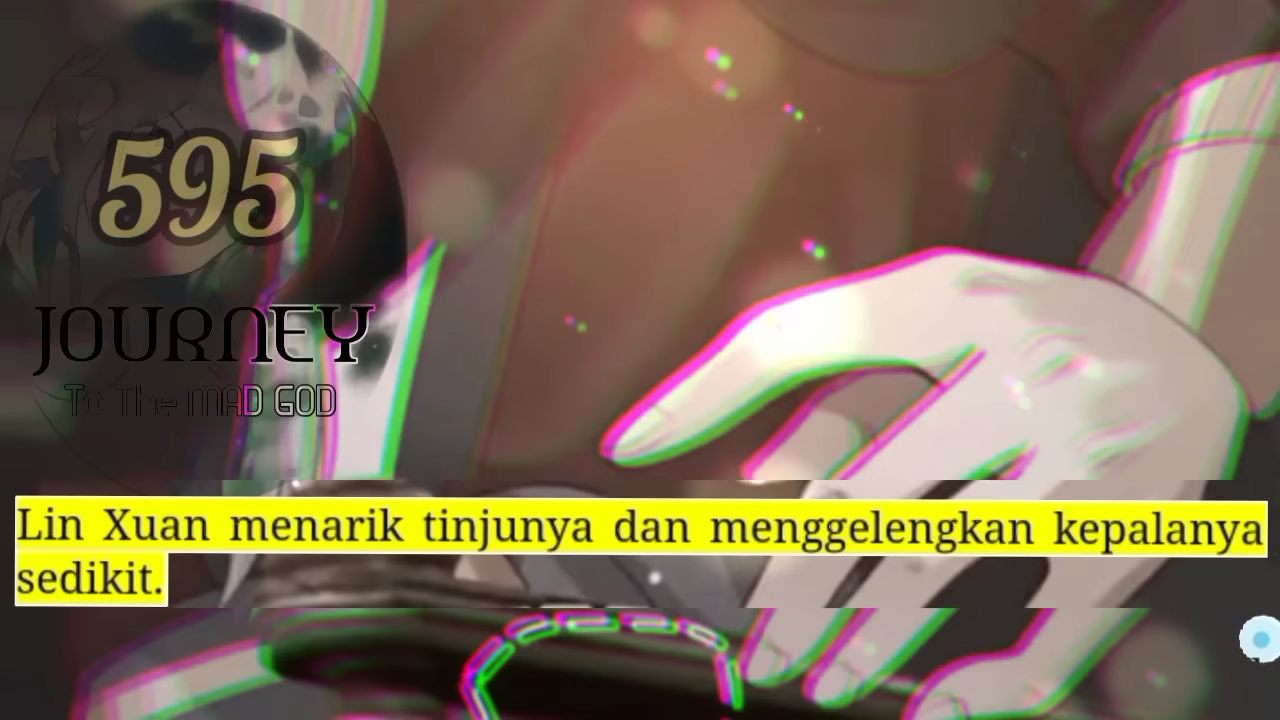 595
JOURNEY
To The MAD GOD
Lin Xuan menarik tinjunya dan menggelengkan kepalanya
sedikit.